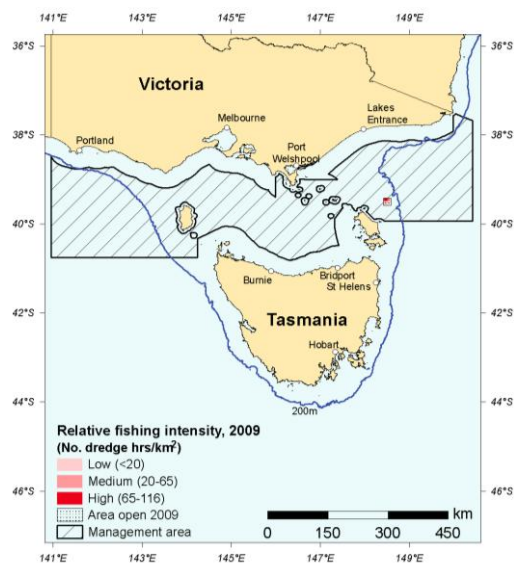 141°E 143°E 145°E 147°E 149°E
36°S
36°S
Victoria
Melbourne
Lakes
Entrance
38°S
38°S
Portland
Port
Welshpool
40°S
40°S
Burnie
Bridport
St Helens
42°S
42°S
Tasmania
Hobart
44°S
44°S
200m
Relative fishing intensity, 2009
(No. dredge hrs/km²)
Low (<20)
Medium (20-65)
High (65-116)
Area open 2009
Management area
46°S
46°S
km
0 150 300 450
141°E 143°E 145°E 147°E 149°E